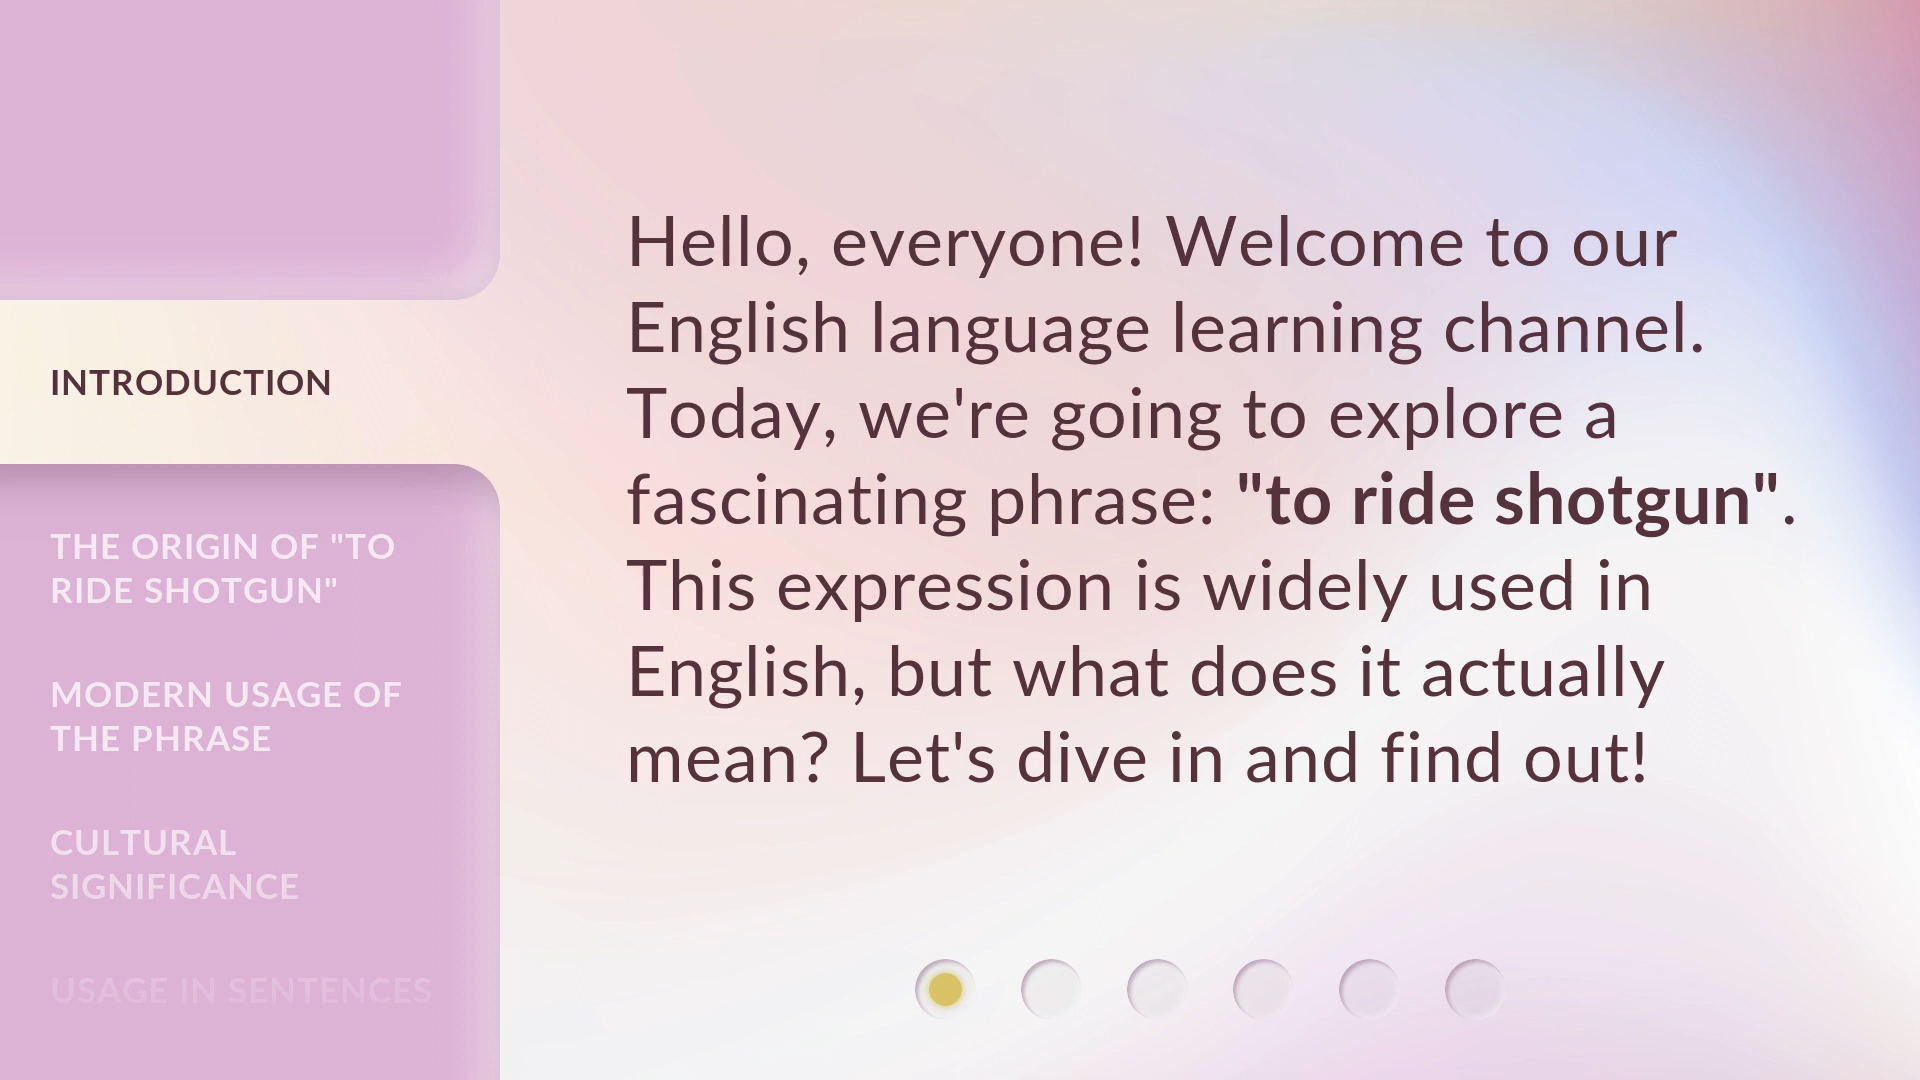 INTRODUCTION
THE ORIGIN OF "TO
RIDE SHOTGUN"
MODERN USAGE OF
THE PHRASE
CULTURAL
SIGNIFICANCE
USAGE IN SENTENCES
Hello, everyone! Welcome to our
English language learning channel.
Today, we're going to explore a
fascinating phrase: "to ride shotgun".
This expression is widely used in
English, but what does it actually
mean? Let's dive in and find out!